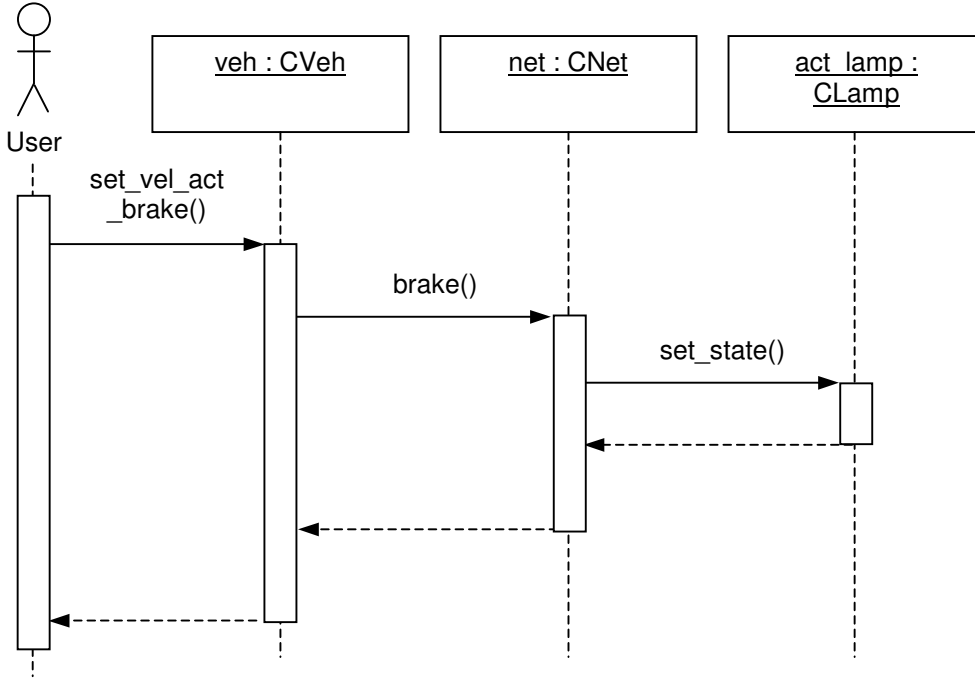 veh : CVeh
net : CNet
act_lamp :
CLamp
User
set_vel_act
_brake()
brake()
set_state()